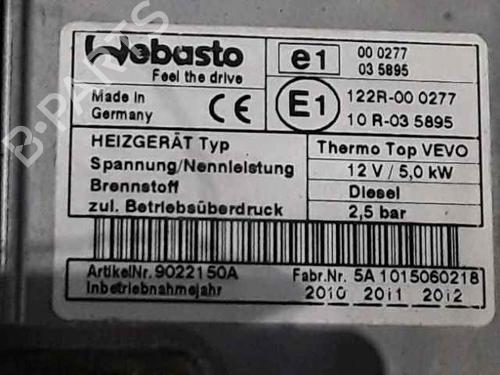 Webasto
Feel the drive
e1 00 0277
03 5895
Made in
Germany
CE
E1 122R-00 0277
10 R-03 5895
HEIZGERÄT Typ Thermo Top VEVO
Spannung/Nennleistung 12 V / 5,0 kW
Brennstoff Diesel
zul. Betriebsüberdruck 2,5 bar
ArtikelNr. 9022150A Fabr.Nr. 5A 1015060218
Inbetriebnahmejahr 2010 2011 2012
B-PARTS